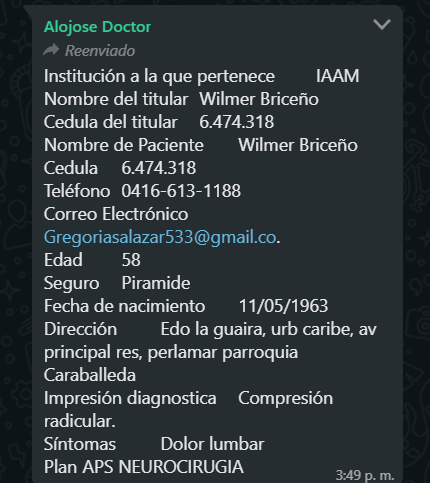 Alojose Doctor
Reenviado
Institución a la que pertenece IAAM
Nombre del titular Wilmer Briceño
Cedula del titular 6.474.318
Nombre de Paciente Wilmer Briceño
Cedula 6.474.318
Teléfono 0416-613-1188
Correo Electrónico
Gregoriasalazar533@gmail.co.
Edad 58
Seguro Piramide
Fecha de nacimiento 11/05/1963
Dirección Edo la guaira, urb caribe, av
principal res, perlamar parroquia
Caraballeda
Impresión diagnostica Compresión
radicular.
Síntomas Dolor lumbar
Plan APS NEUROCIRUGIA
3:49 p. m.